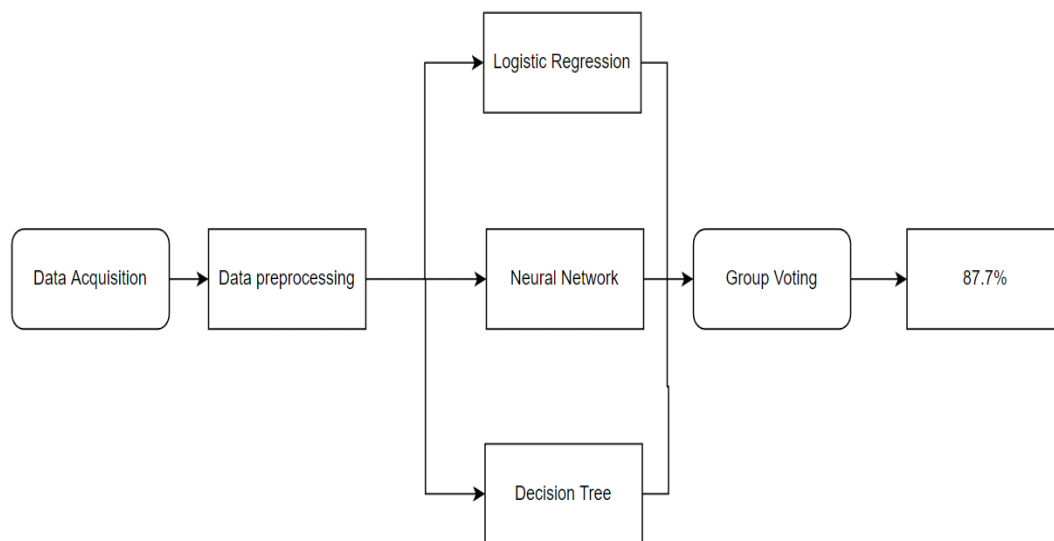 Logistic Regression
Data Acquisition
Data preprocessing
Neural Network
Group Voting
87.7%
Decision Tree